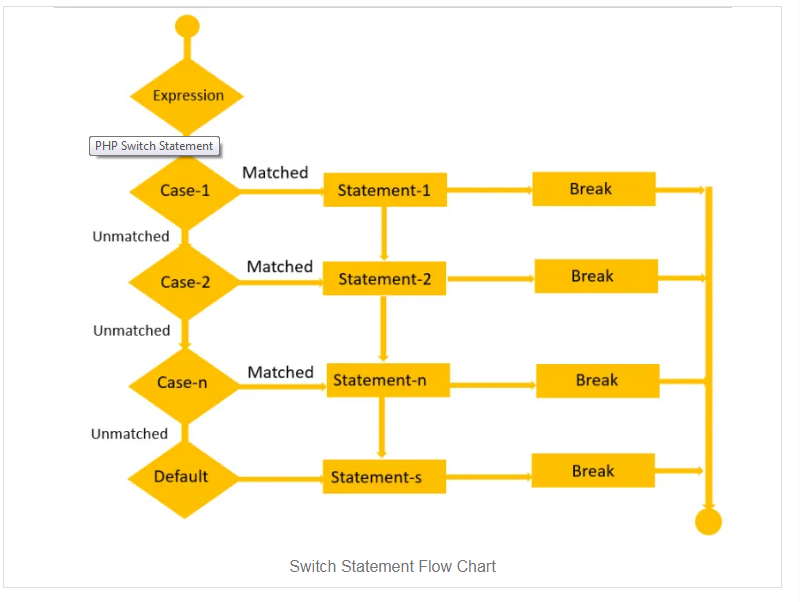 Expression
PHP Switch Statement
Matched
Case-1
Statement-1
Break
Unmatched
Matched
Case-2
Statement-2
Break
Unmatched
Matched
Case-n
Statement-n
Break
Unmatched
Default
Statement-s
Break
Switch Statement Flow Chart